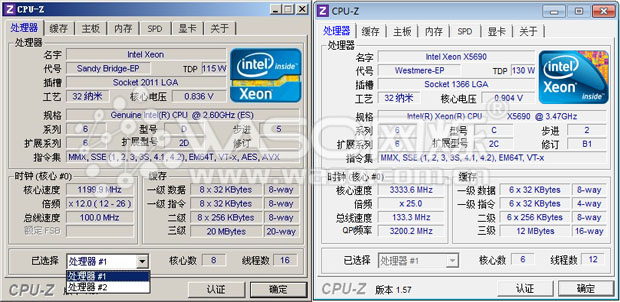 CPU-Z
处理器 缓存 主板 内存 SPD 显卡 关于
处理器
名字 Intel Xeon
代号 Sandy Bridge-EP TDP 115 W
插槽 Socket 2011 LGA
工艺 32 纳米 核心电压 0.836 V
intel inside™
Xeon
规格 Genuine Intel(R) CPU @ 2.60GHz (ES)
系列 6 型号 D 步进 5
扩展系列 6 扩展型号 2D 修订
指令集 MMX, SSE (1, 2, 3, 3S, 4.1, 4.2), EM64T, VT-x, AES, AVX
时钟 (核心 #0)
核心速度 1199.9 MHz
倍频 x 12.0 (12 - 26)
总线速度 100.0 MHz
额定 FSB
缓存
一级 数据 8 x 32 KBytes 8-way
一级 指令 8 x 32 KBytes 8-way
二级 8 x 256 KBytes 8-way
三级 20 MBytes 20-way
已选择 处理器 #1 核心数 8 线程数 16
处理器 #1
处理器 #2
CPU-Z 认证 确定
CPU-Z
处理器 缓存 主板 内存 SPD 显卡 关于
处理器
名字 Intel Xeon X5690
代号 Westmere-EP TDP 130 W
插槽 Socket 1366 LGA
工艺 32 纳米 核心电压 0.904 V
intel inside™
Xeon
规格 Intel(R) Xeon(R) CPU X5690 @ 3.47GHz
系列 6 型号 C 步进 2
扩展系列 6 扩展型号 2C 修订 B1
指令集 MMX, SSE (1, 2, 3, 3S, 4.1, 4.2), EM64T, VT-x, AES
时钟 (核心 #0)
核心速度 3333.6 MHz
倍频 x 25.0
总线速度 133.3 MHz
QPI频率 3200.2 MHz
缓存
一级 数据 6 x 32 KBytes 8-way
一级 指令 6 x 32 KBytes 4-way
二级 6 x 256 KBytes 8-way
三级 12 MBytes 16-way
已选择 处理器 #1 核心数 6 线程数 12
CPU-Z 版本 1.57 认证 确定